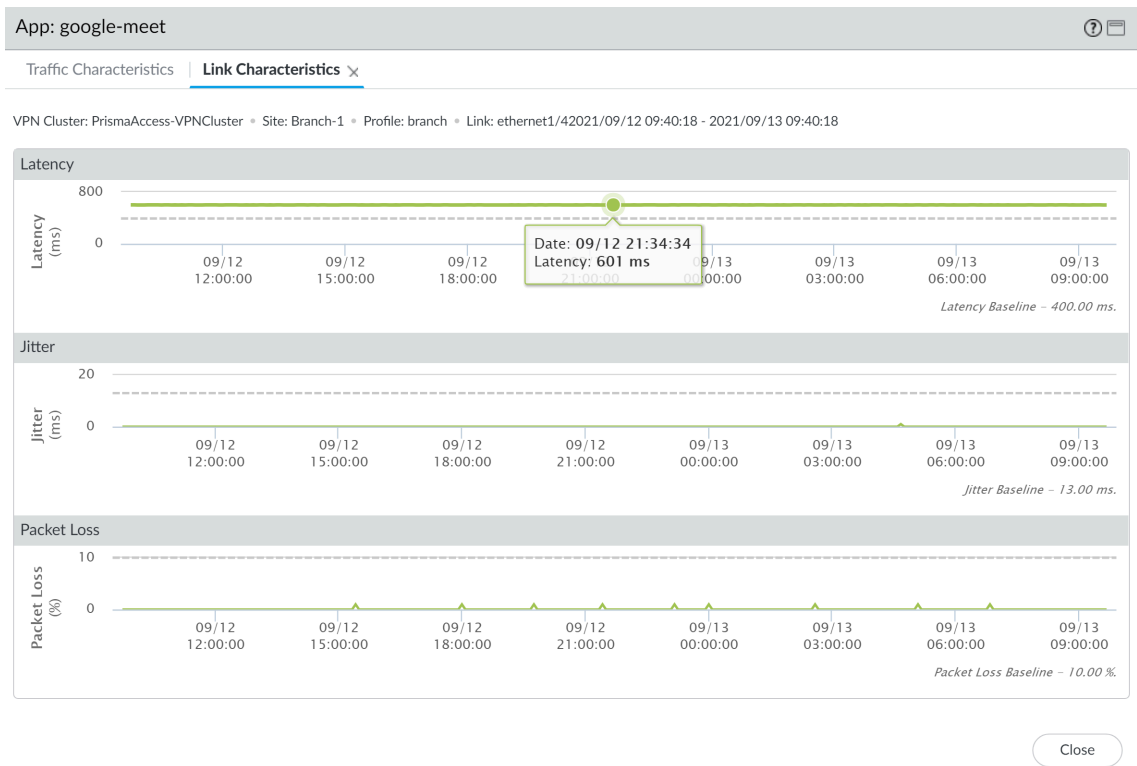 App: google-meet
Traffic Characteristics | Link Characteristics
VPN Cluster: PrismaAccess-VPNCluster • Site: Branch-1 • Profile: branch • Link: ethernet1/42021/09/12 09:40:18 - 2021/09/13 09:40:18
Latency
Latency
(ms)
800
0
Date: 09/12 21:34:34
Latency: 601 ms
09/12 09/12 09/12 9/13 09/13 09/13 09/13
12:00:00 15:00:00 18:00:00 21:00:00 00:00:00 03:00:00 06:00:00 09:00:00
Latency Baseline – 400.00 ms.
Jitter
Jitter
(ms)
20
0
09/12 09/12 09/12 09/12 09/13 09/13 09/13 09/13
12:00:00 15:00:00 18:00:00 21:00:00 00:00:00 03:00:00 06:00:00 09:00:00
Jitter Baseline – 13.00 ms.
Packet Loss
Packet Loss
(%)
10
0
09/12 09/12 09/12 09/12 09/13 09/13 09/13 09/13
12:00:00 15:00:00 18:00:00 21:00:00 00:00:00 03:00:00 06:00:00 09:00:00
Packet Loss Baseline – 10.00 %.
Close